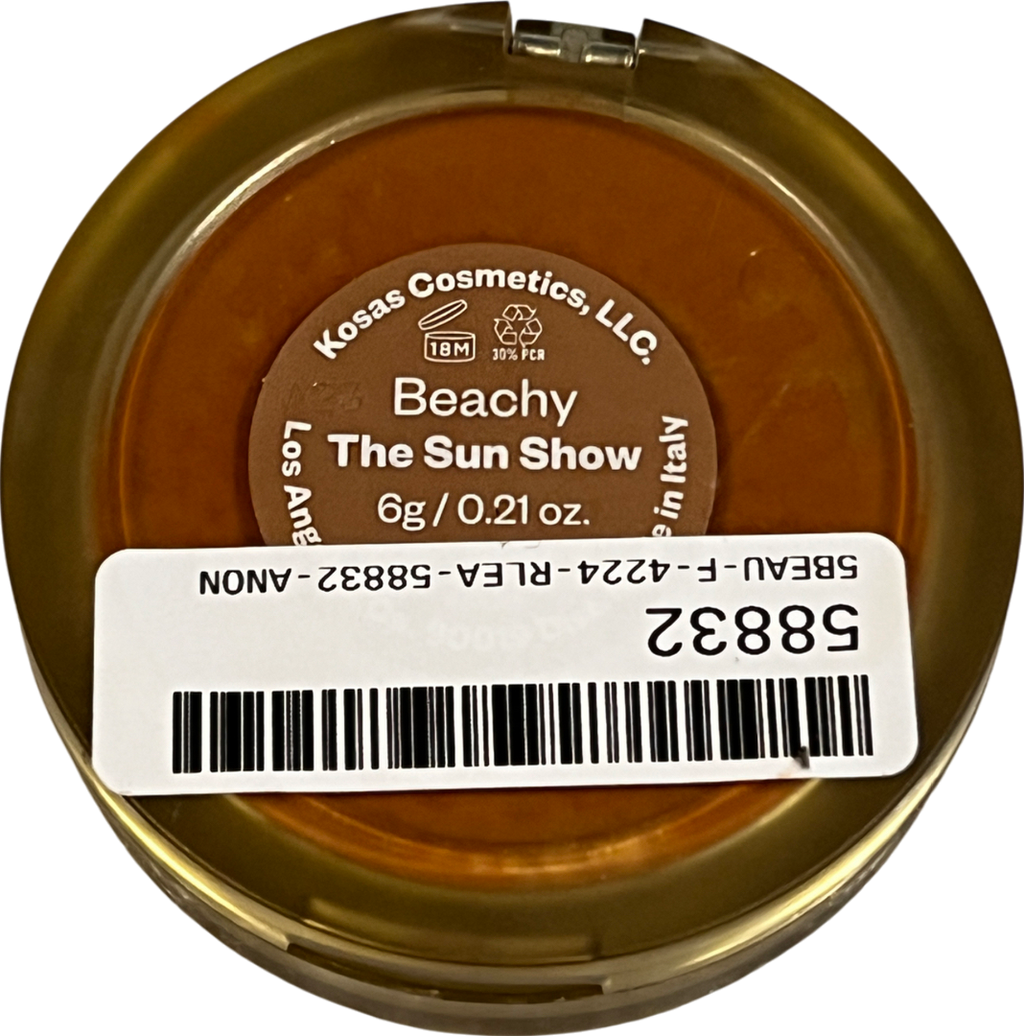 Kosas Cosmetics, LLC.
18M
30% PCR
Beachy
The Sun Show
6g / 0.21 oz.
Los
in Italy
5BEAU-F-4224-RLEA-58832-ANON
58832